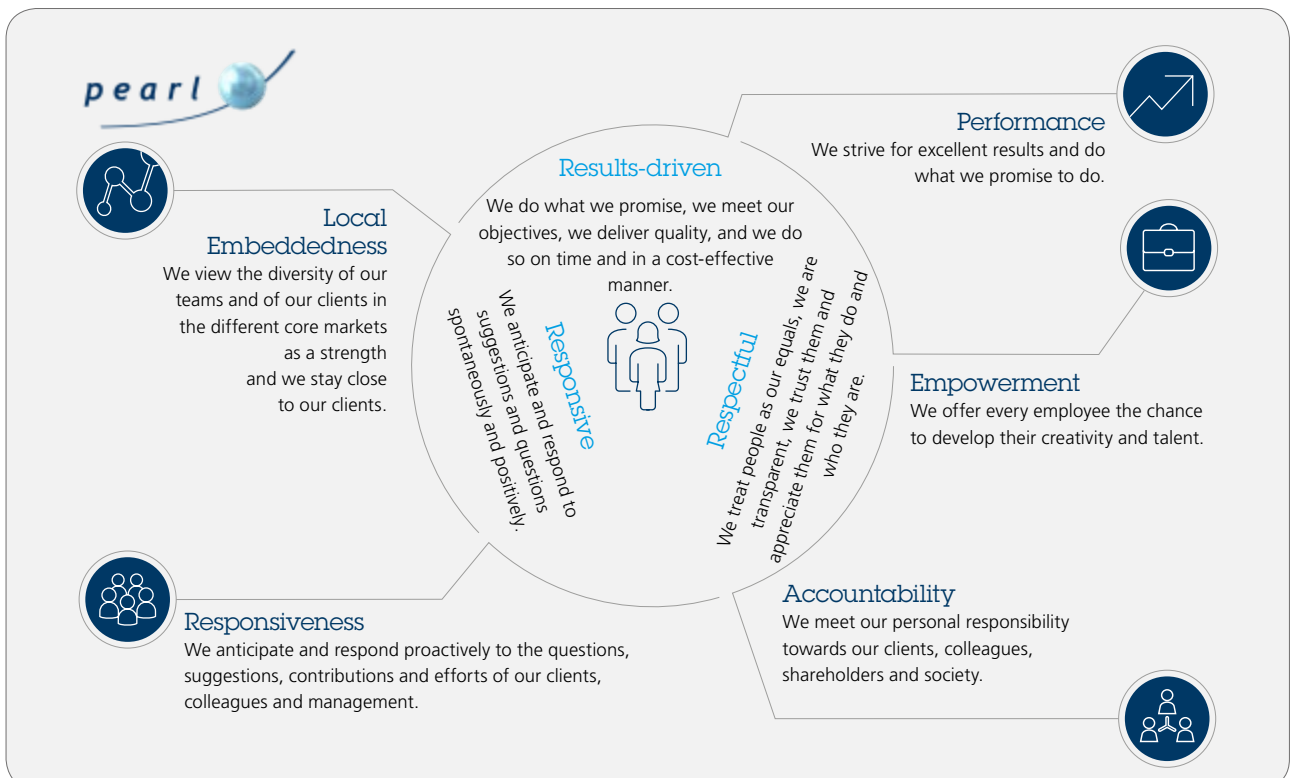 pearl
Performance
We strive for excellent results and do
what we promise to do.
Results-driven
We do what we promise, we meet our
objectives, we deliver quality, and we do
so on time and in a cost-effective
manner.
Local
Embeddedness
We view the diversity of our
teams and of our clients in
the different core markets
as a strength
and we stay close
to our clients.
Responsive
We anticipate and respond to
suggestions and questions
spontaneously and positively.
Respectful
We treat people as our equals, we are
transparent, we trust them and
appreciate them for what they do and
who they are.
Empowerment
We offer every employee the chance
to develop their creativity and talent.
Accountability
We meet our personal responsibility
towards our clients, colleagues,
shareholders and society.
Responsiveness
We anticipate and respond proactively to the questions,
suggestions, contributions and efforts of our clients,
colleagues and management.